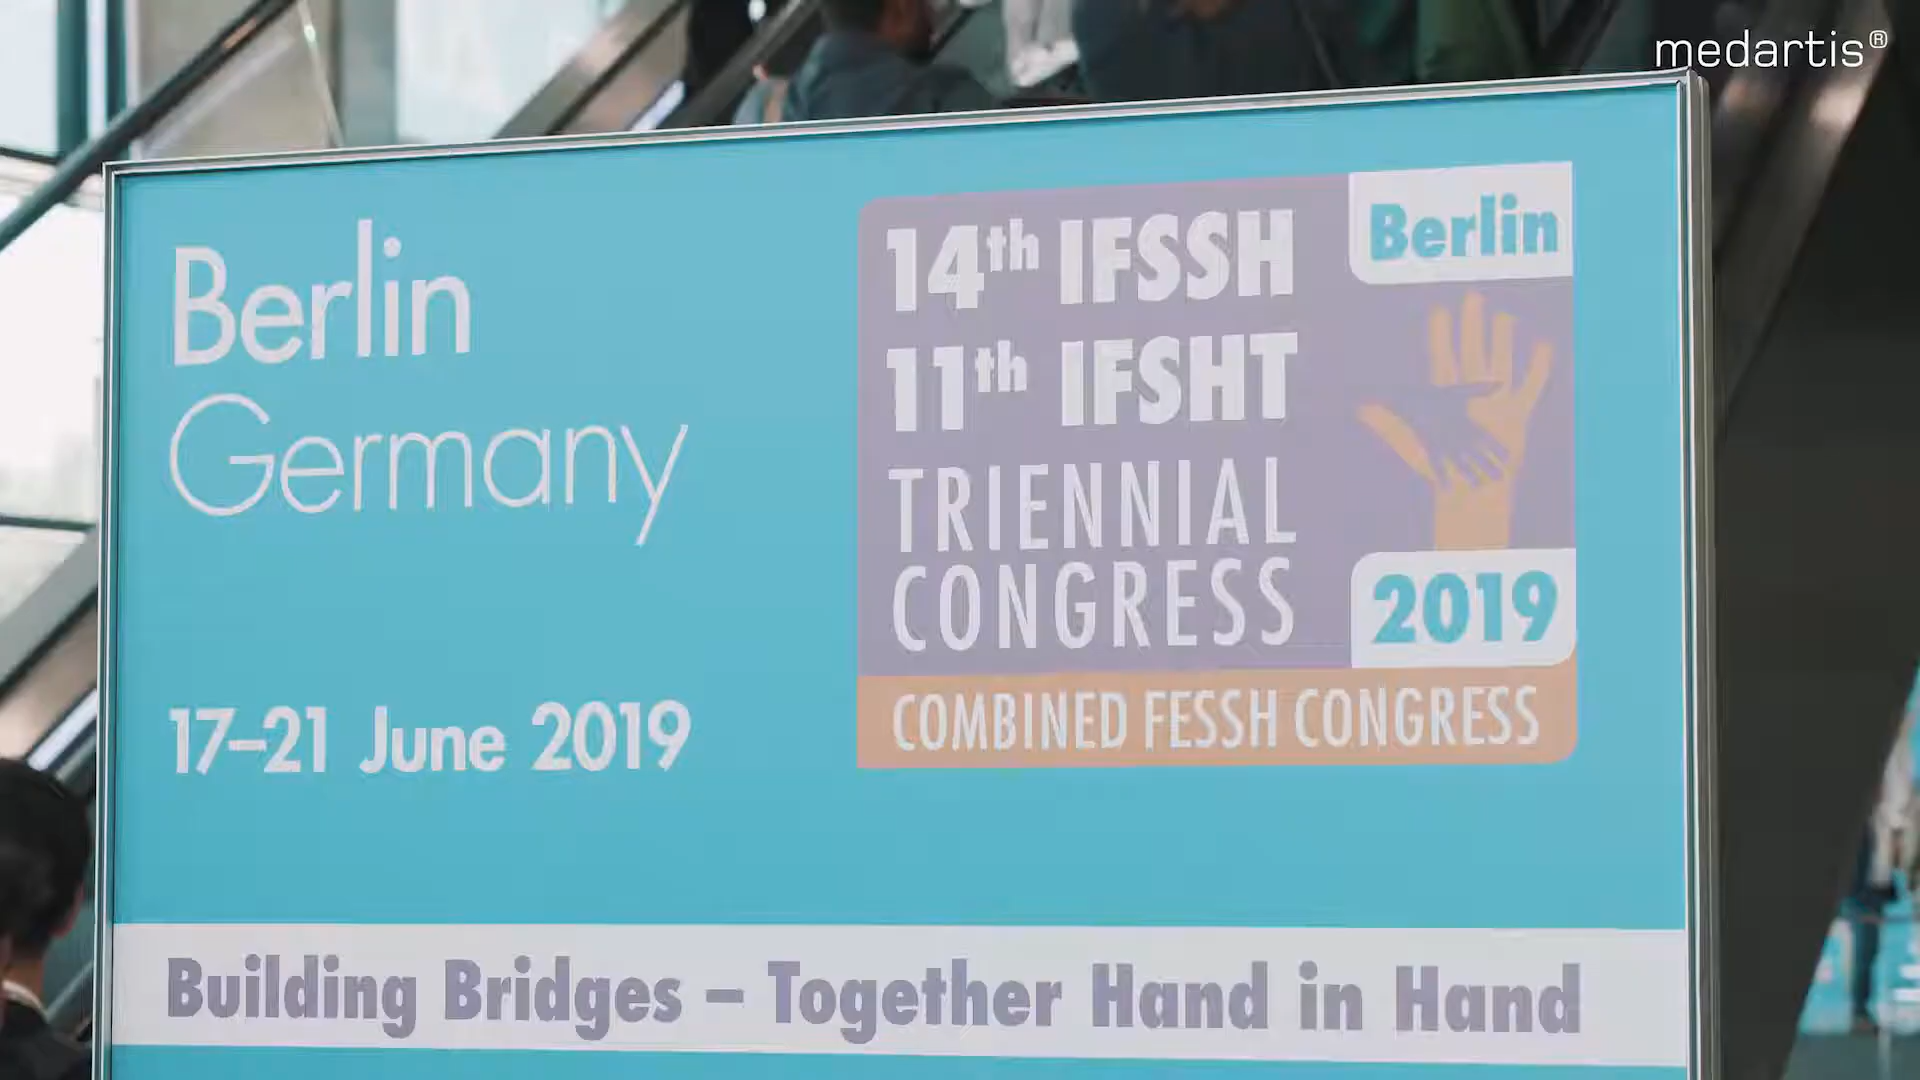 medartis®
Berlin
Germany
17–21 June 2019
14th IFSSH
11th IFSHT
TRIENNIAL
CONGRESS
Berlin
2019
COMBINED FESSH CONGRESS
Building Bridges – Together Hand in Hand